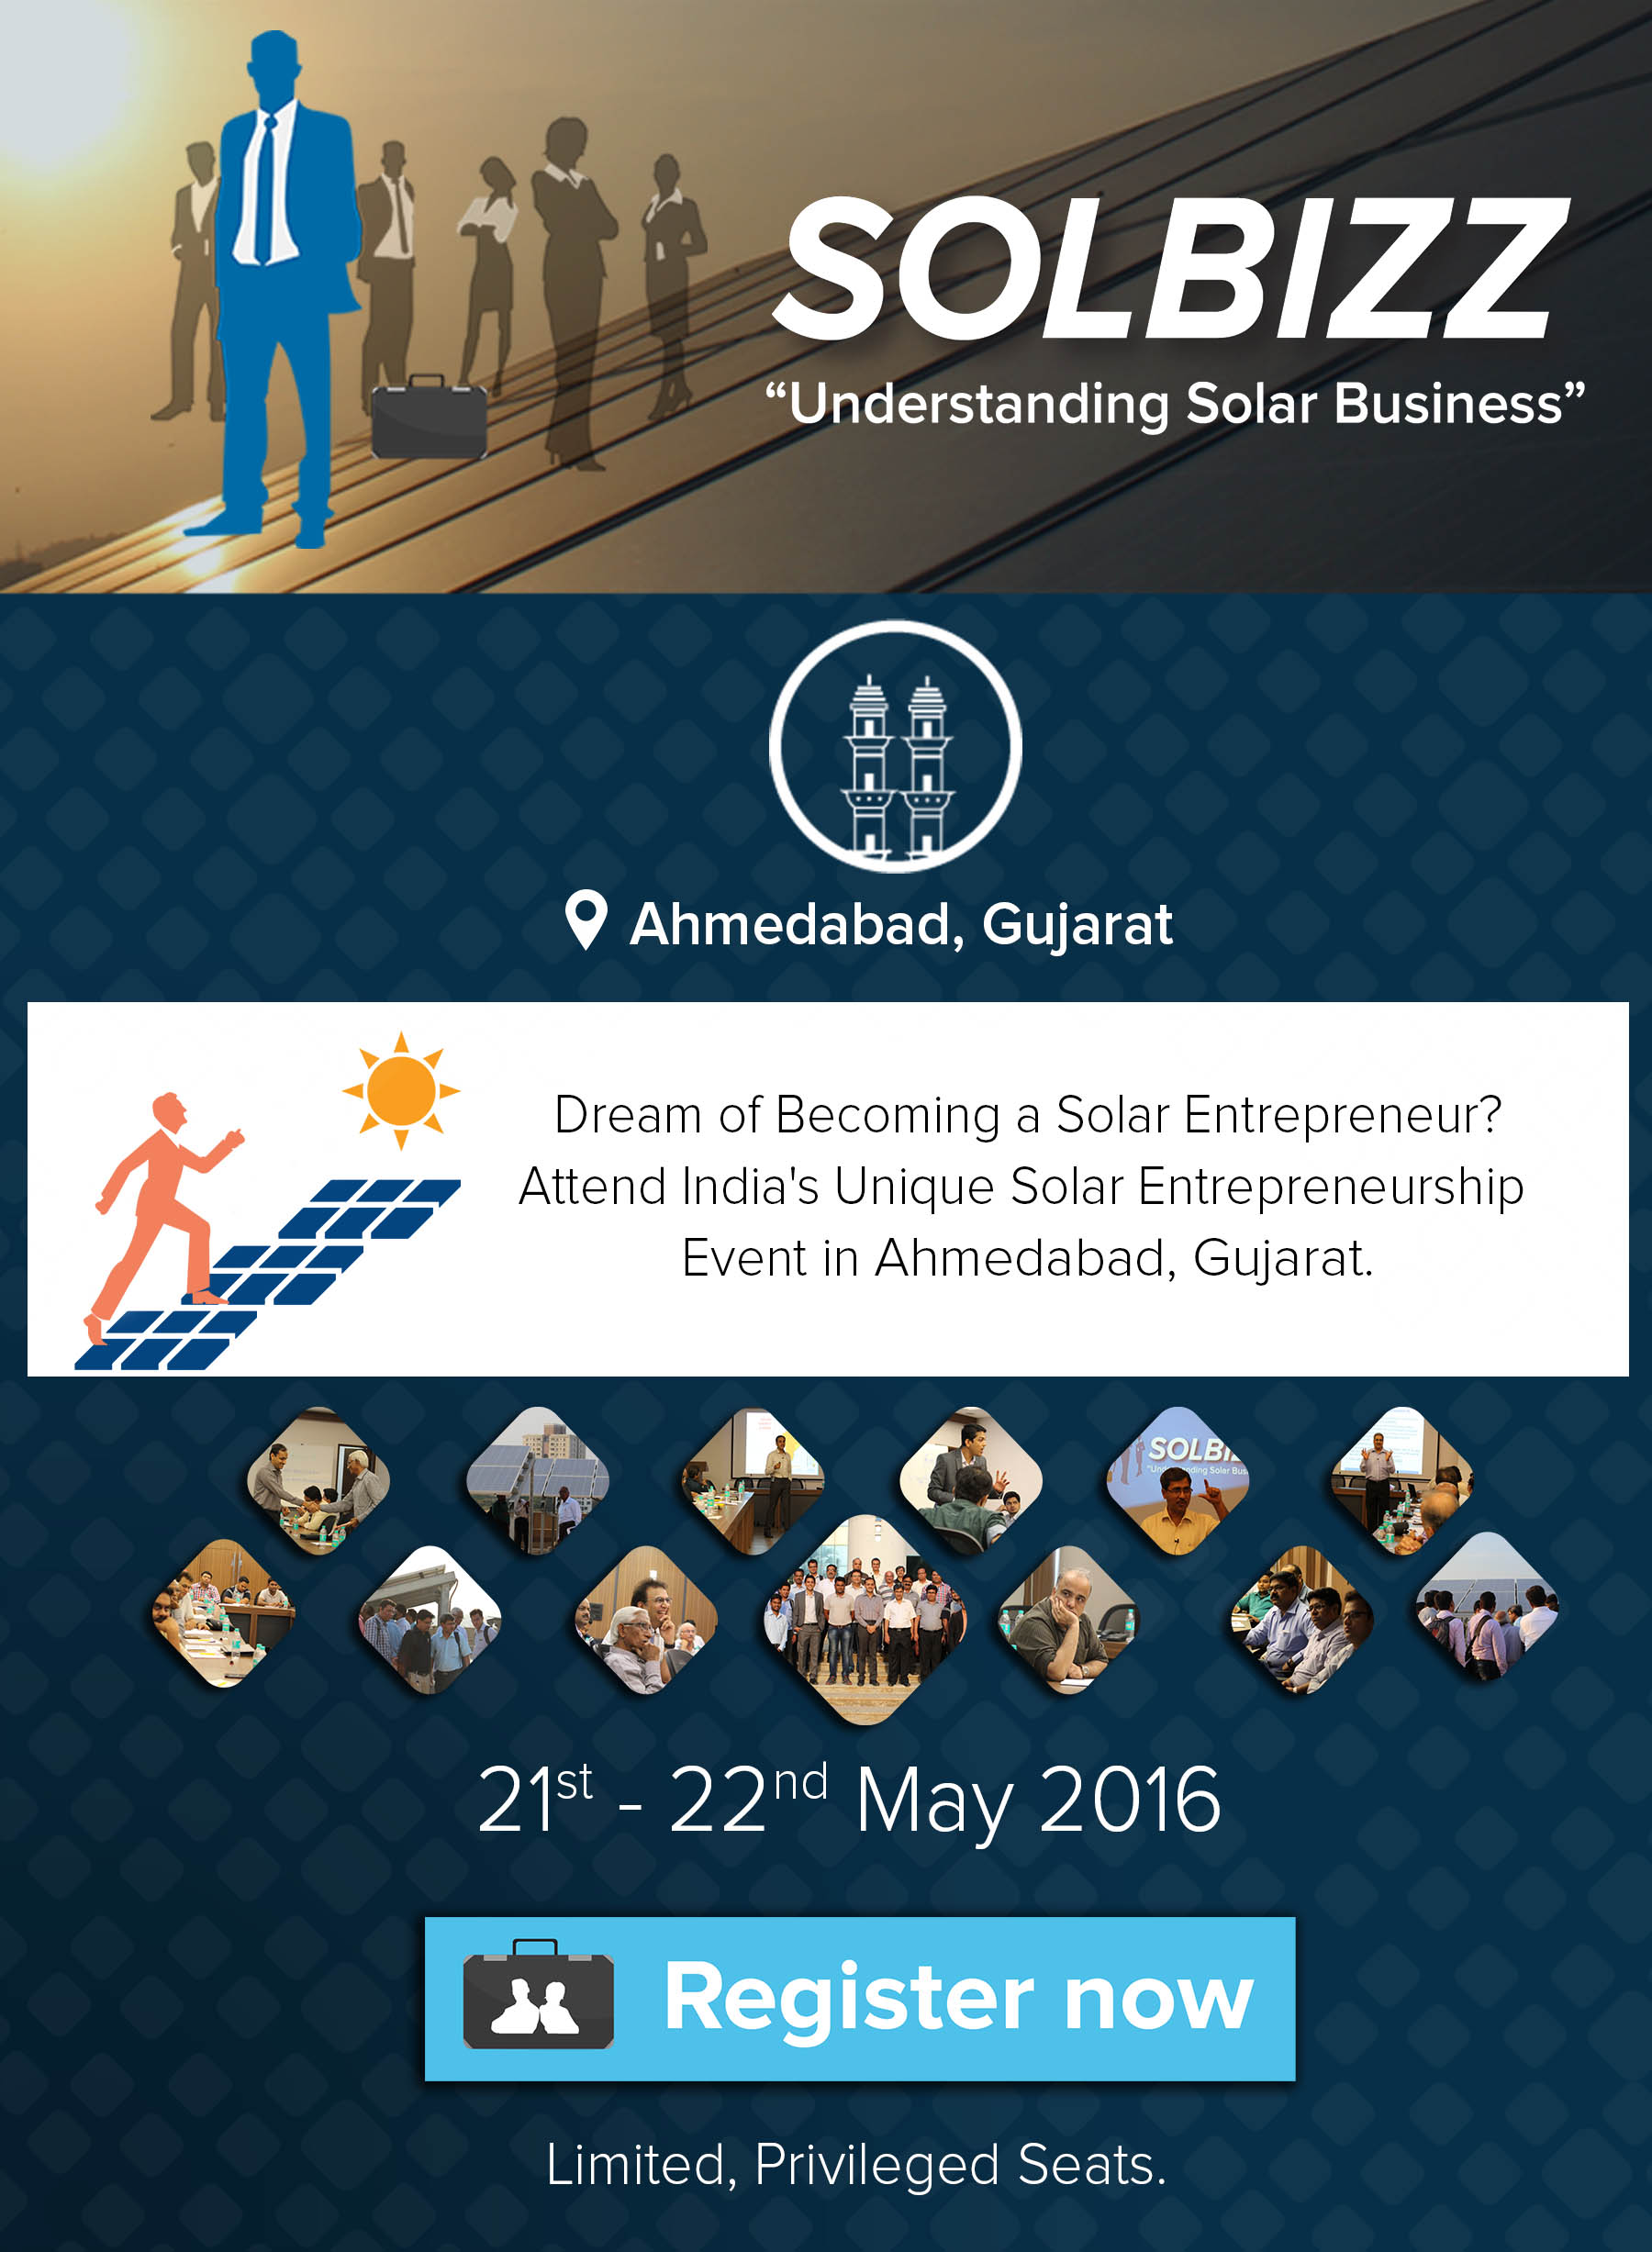 SOLBIZZ
“Understanding Solar Business”
Ahmedabad, Gujarat
Dream of Becoming a Solar Entrepreneur?
Attend India's Unique Solar Entrepreneurship
Event in Ahmedabad, Gujarat.
SOLBI
21st - 22nd May 2016
Register now
Limited, Privileged Seats.